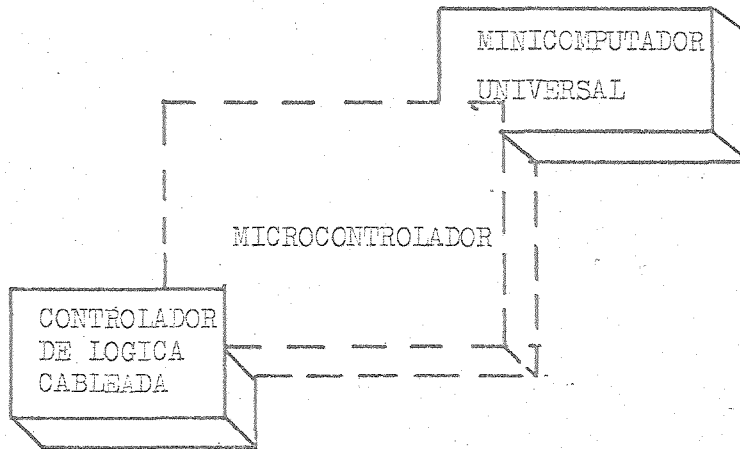 MINICOMPUTADOR
UNIVERSAL
MICROCONTROLADOR
CONTROLADOR
DE LOGICA
CABLEADA